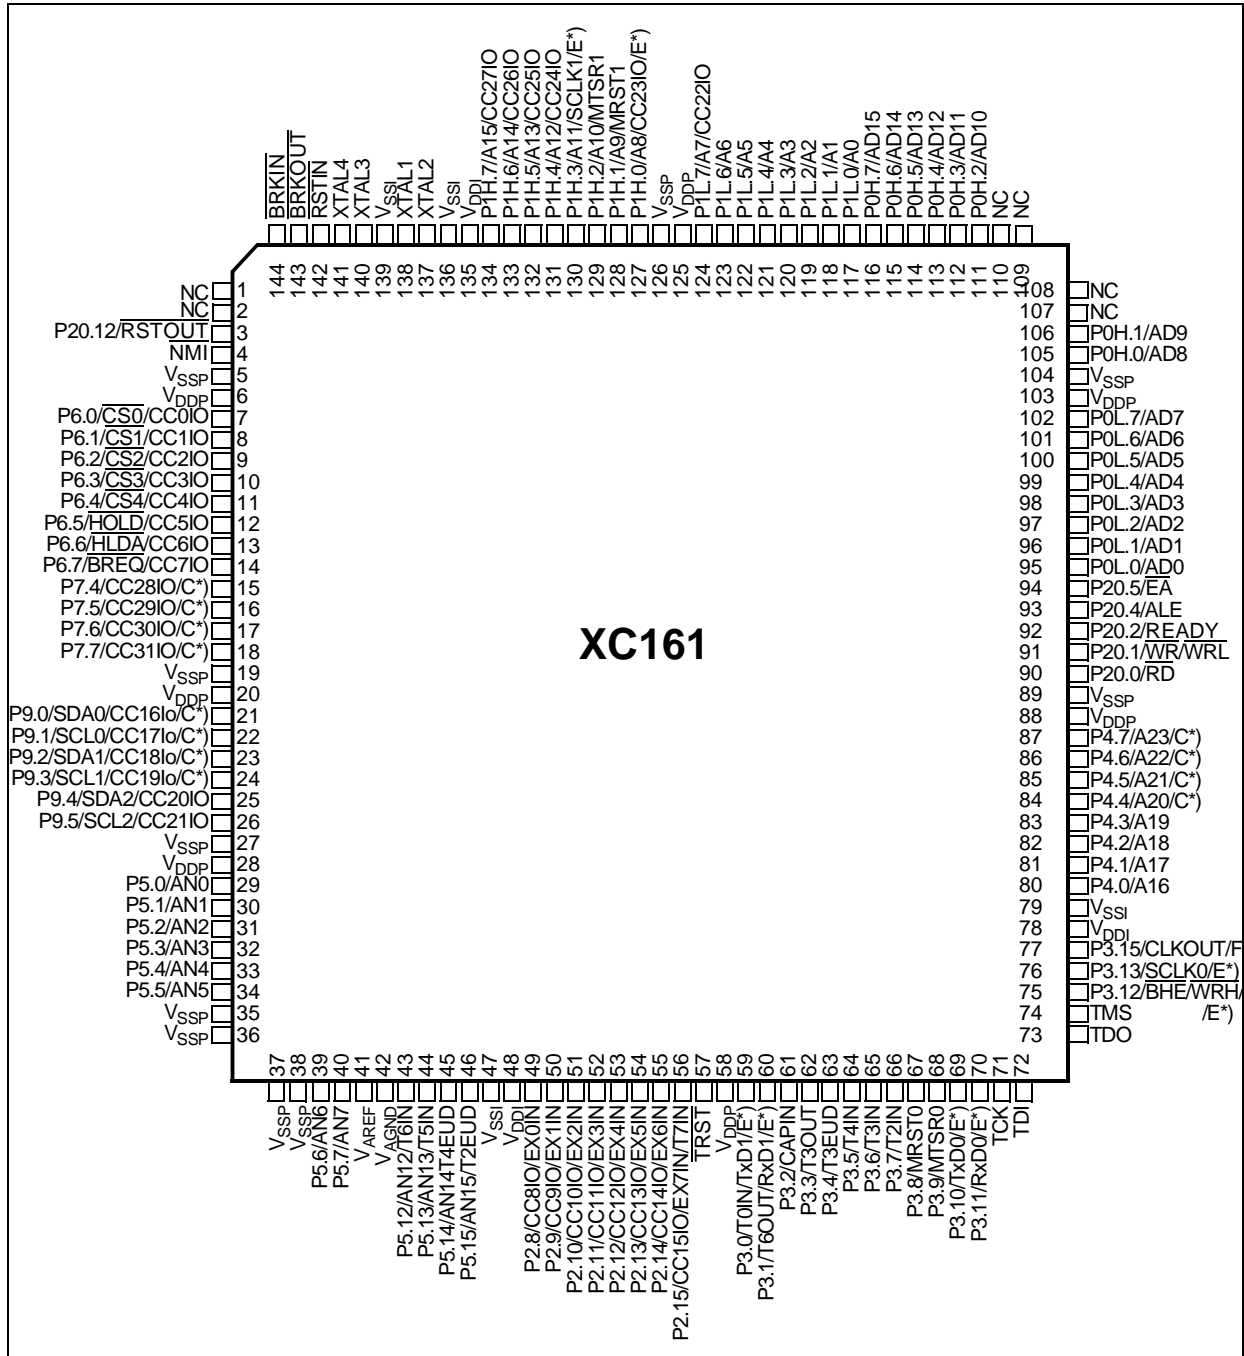 BRKIN
BRKOUT
RSTIN
XTAL4
XTAL3
VSSI
XTAL1
XTAL2
VSSI
VDDI
P1H.7/A15/CC27IO
P1H.6/A14/CC26IO
P1H.5/A13/CC25IO
P1H.4/A12/CC24IO
P1H.3/A11/SCLK1/E*)
P1H.2/A10/MTSR1
P1H.1/A9/MRST1
P1H.0/A8/CC23IO/E*)
VSSP
VDDP
P1L.7/A7/CC22IO
P1L.6/A6
P1L.5/A5
P1L.4/A4
P1L.3/A3
P1L.2/A2
P1L.1/A1
P1L.0/A0
P0H.7/AD15
P0H.6/AD14
P0H.5/AD13
P0H.4/AD12
P0H.3/AD11
P0H.2/AD10
NC
NC
144
143
142
141
140
139
138
137
136
135
134
133
132
131
130
129
128
127
126
125
124
123
122
121
120
119
118
117
116
115
114
113
112
111
110
109
NC 1
NC 2
P20.12/RSTOUT 3
NMI 4
VSSP 5
VDDP 6
P6.0/CS0/CC0IO 7
P6.1/CS1/CC1IO 8
P6.2/CS2/CC2IO 9
P6.3/CS3/CC3IO 10
P6.4/CS4/CC4IO 11
P6.5/HOLD/CC5IO 12
P6.6/HLDA/CC6IO 13
P6.7/BREQ/CC7IO 14
P7.4/CC28IO/C*) 15
P7.5/CC29IO/C*) 16
P7.6/CC30IO/C*) 17
P7.7/CC31IO/C*) 18
VSSP 19
VDDP 20
P9.0/SDA0/CC16Io/C*) 21
P9.1/SCL0/CC17Io/C*) 22
P9.2/SDA1/CC18Io/C*) 23
P9.3/SCL1/CC19Io/C*) 24
P9.4/SDA2/CC20IO 25
P9.5/SCL2/CC21IO 26
VSSP 27
VDDP 28
P5.0/AN0 29
P5.1/AN1 30
P5.2/AN2 31
P5.3/AN3 32
P5.4/AN4 33
P5.5/AN5 34
VSSP 35
VSSP 36
XC161
108 NC
107 NC
106 P0H.1/AD9
105 P0H.0/AD8
104 VSSP
103 VDDP
102 P0L.7/AD7
101 P0L.6/AD6
100 P0L.5/AD5
99 P0L.4/AD4
98 P0L.3/AD3
97 P0L.2/AD2
96 P0L.1/AD1
95 P0L.0/AD0
94 P20.5/EA
93 P20.4/ALE
92 P20.2/READY
91 P20.1/WR/WRL
90 P20.0/RD
89 VSSP
88 VDDP
87 P4.7/A23/C*)
86 P4.6/A22/C*)
85 P4.5/A21/C*)
84 P4.4/A20/C*)
83 P4.3/A19
82 P4.2/A18
81 P4.1/A17
80 P4.0/A16
79 VSSI
78 VDDI
77 P3.15/CLKOUT/F
76 P3.13/SCLK0/E*)
75 P3.12/BHE/WRH/
74 TMS /E*)
73 TDO
37
38
39
40
41
42
43
44
45
46
47
48
49
50
51
52
53
54
55
56
57
58
59
60
61
62
63
64
65
66
67
68
69
70
71
72
VSSP
VSSP
P5.6/AN6
P5.7/AN7
VAREF
VAGND
P5.12/AN12/T6IN
P5.13/AN13/T5IN
P5.14/AN14T4EUD
P5.15/AN15/T2EUD
VSSI
VDDI
P2.8/CC8IO/EX0IN
P2.9/CC9IO/EX1IN
P2.10/CC10IO/EX2IN
P2.11/CC11IO/EX3IN
P2.12/CC12IO/EX4IN
P2.13/CC13IO/EX5IN
P2.14/CC14IO/EX6IN
P2.15/CC15IO/EX7IN/T7IN
TRST
VDDP
P3.0/T0IN/TxD1/E*)
P3.1/T6OUT/RxD1/E*)
P3.2/CAPIN
P3.3/T3OUT
P3.4/T3EUD
P3.5/T4IN
P3.6/T3IN
P3.7/T2IN
P3.8/MRST0
P3.9/MTSR0
P3.10/TxD0/E*)
P3.11/RxD0/E*)
TCK
TDI